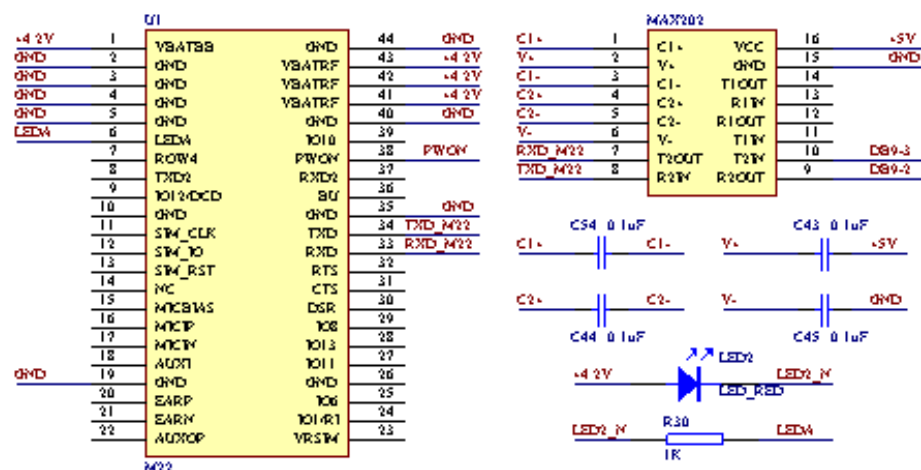 U1
+4.2V 1 VBATBB GND 44 GND
GND 2 GND VBATRF 43 +4.2V
GND 3 GND VBATRF 42 +4.2V
GND 4 GND VBATRF 41 +4.2V
GND 5 GND GND 40 GND
LEDA 6 LEDA IO10 39
7 ROW4 PWON 38 PWON
8 TXD2 RXD2 37
9 IO12/DCD BU 36
10 GND GND 35 GND
11 SIM_CLK TXD 34 TXD_M22
12 SIM_IO RXD 33 RXD_M22
13 SIM_RST RTS 32
14 NC CTS 31
15 MICBIAS DSR 30
16 MICIP IO8 29
17 MICIN IO13 28
18 AUXI IO11 27
GND 19 GND GND 26
20 EARP IO6 25
21 EARN IO14/RI 24
22 AUXOP VRSIM 23
M22
MAX202
C1+ 1 C1+ VCC 16 +5V
V+ 2 V+ GND 15 GND
C1- 3 C1- T1OUT 14
C2+ 4 C2+ R1IN 13
C2- 5 C2- R1OUT 12
V- 6 V- T1IN 11
RXD_M22 7 T2OUT T2IN 10 DB9-3
TXD_M22 8 R2IN R2OUT 9 DB9-2
C54 0.1uF C43 0.1uF
C1+ C1- V+ +5V
C2+ C2- V- GND
C44 0.1uF C45 0.1uF
LED2
+4.2V LED2_N
LED_RED
R30
LED2_N LEDA
1K